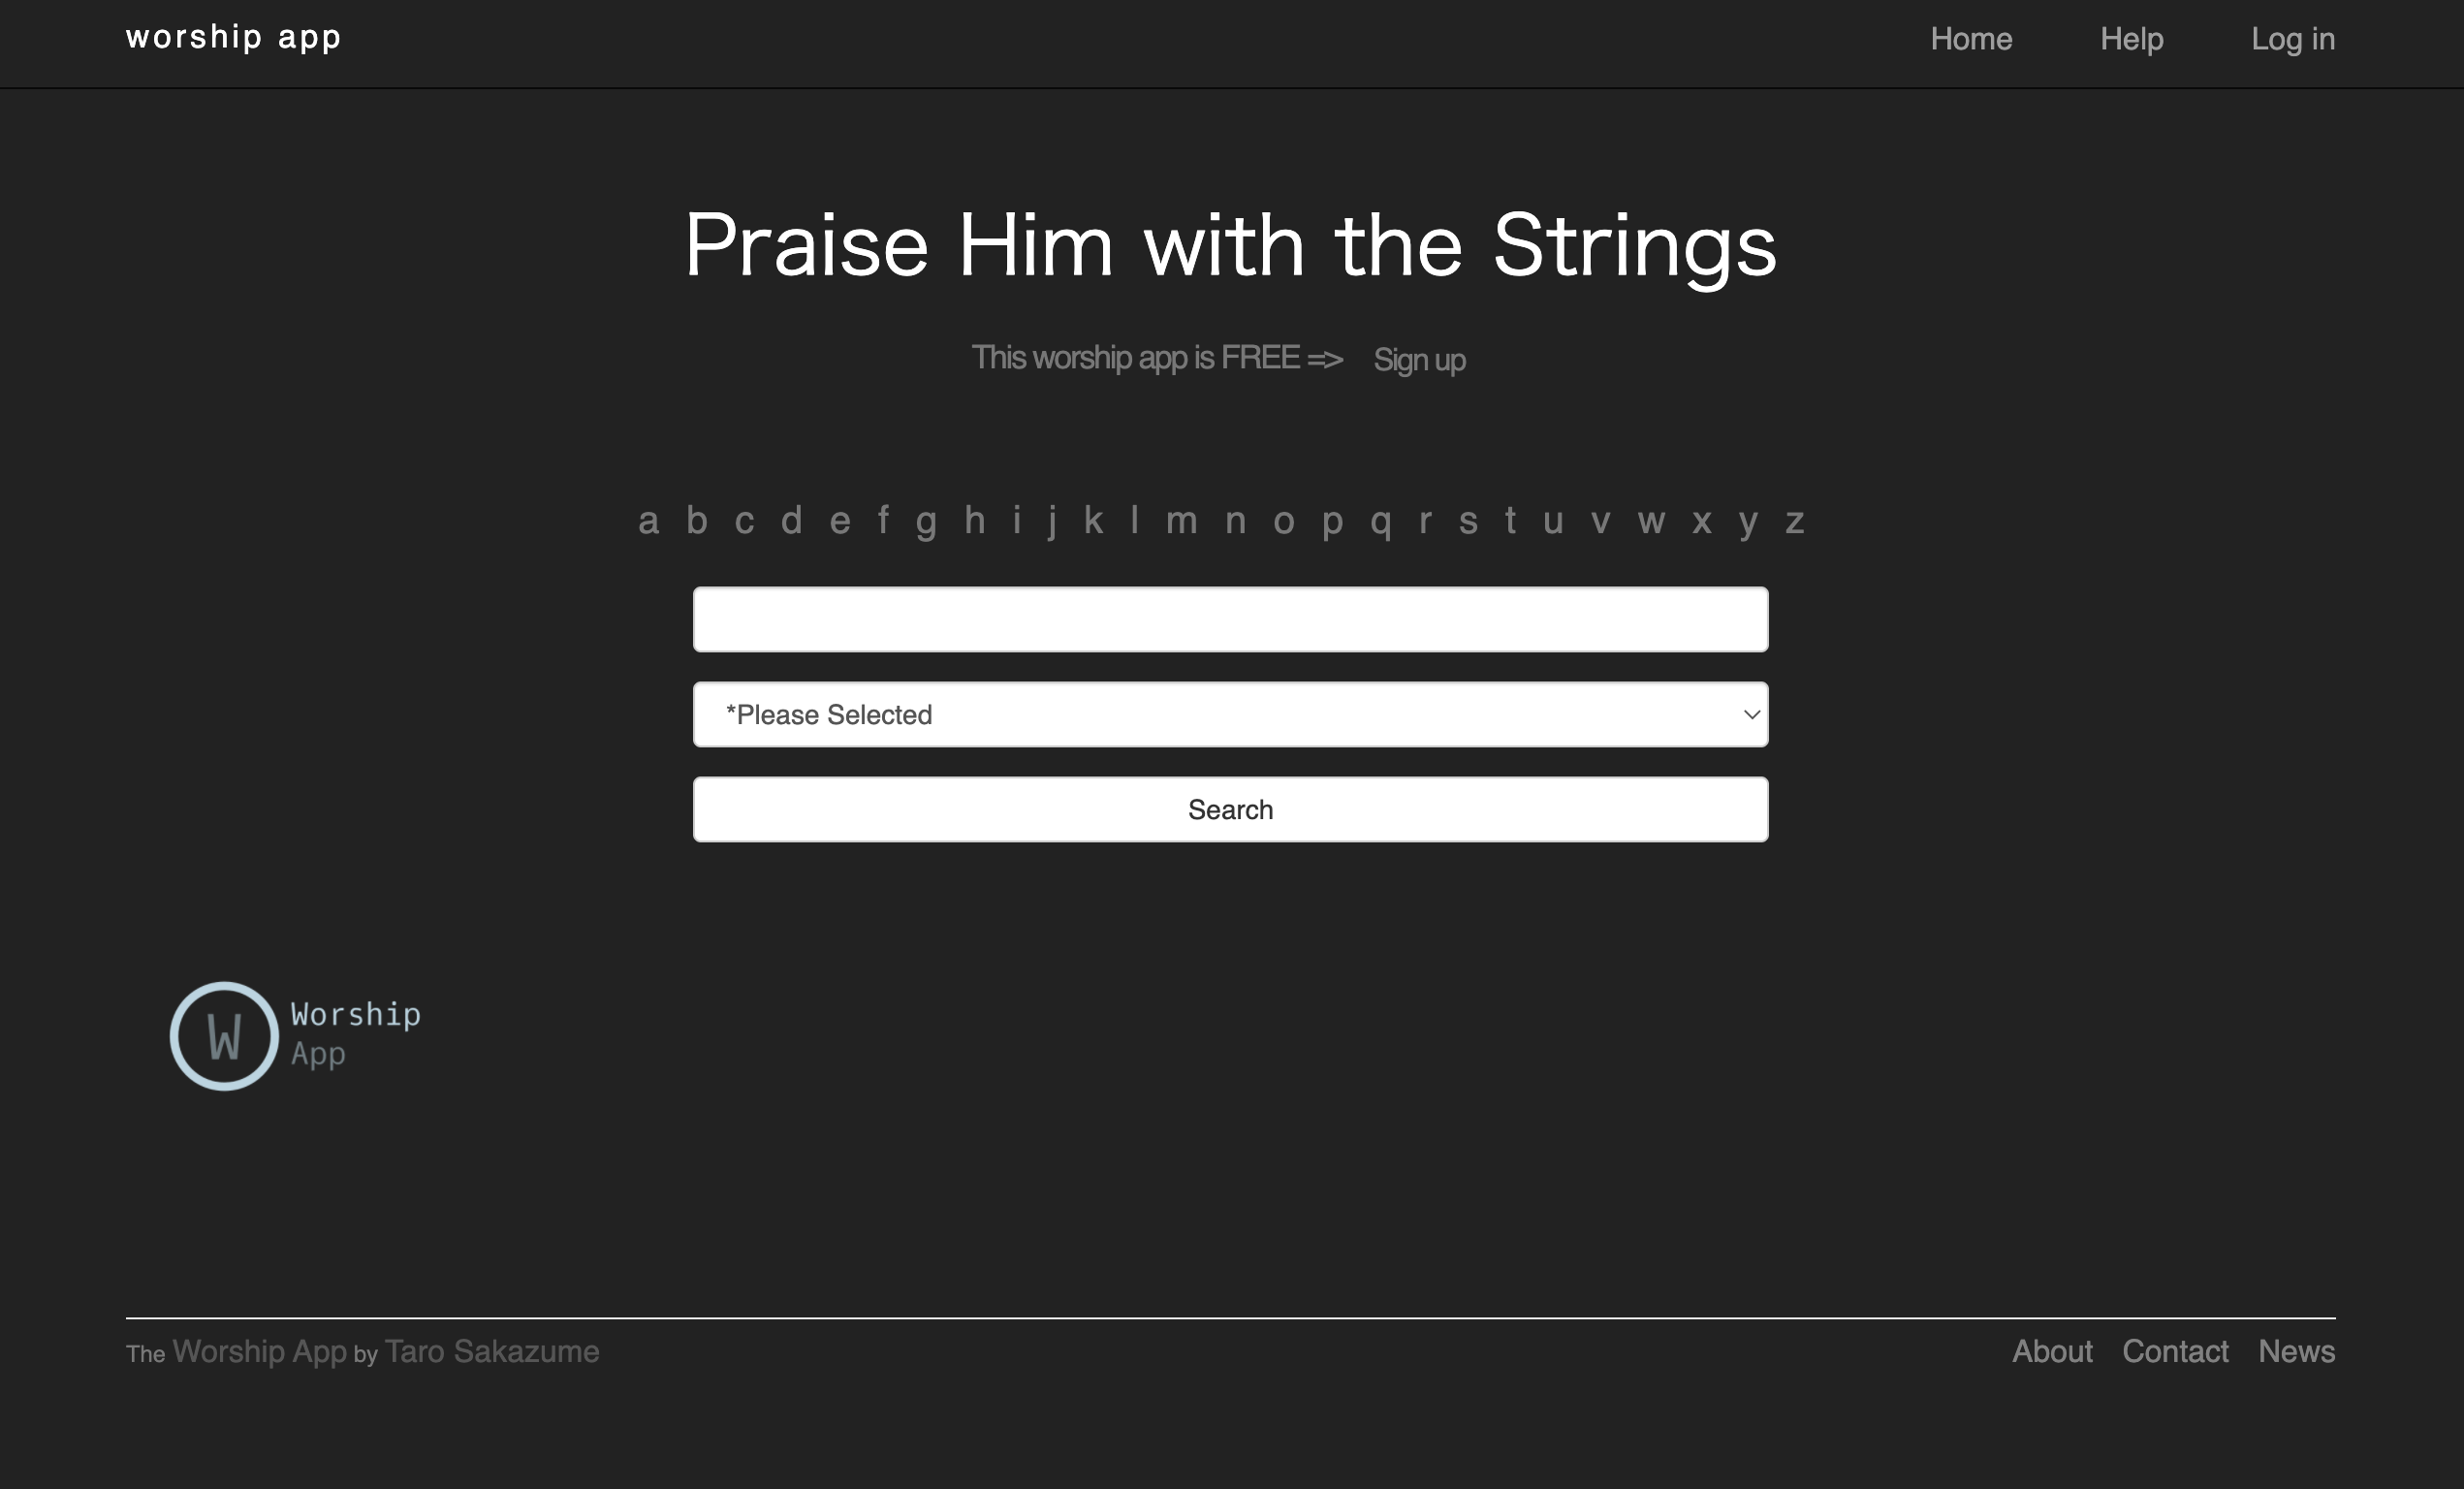 worship app Home Help Log in
Praise Him with the Strings
This worship app is FREE => Sign up
a b c d e f g h i j k l m n o p q r s t u v w x y z
*Please Selected
Search
W Worship
App
The Worship App by Taro Sakazume About Contact News